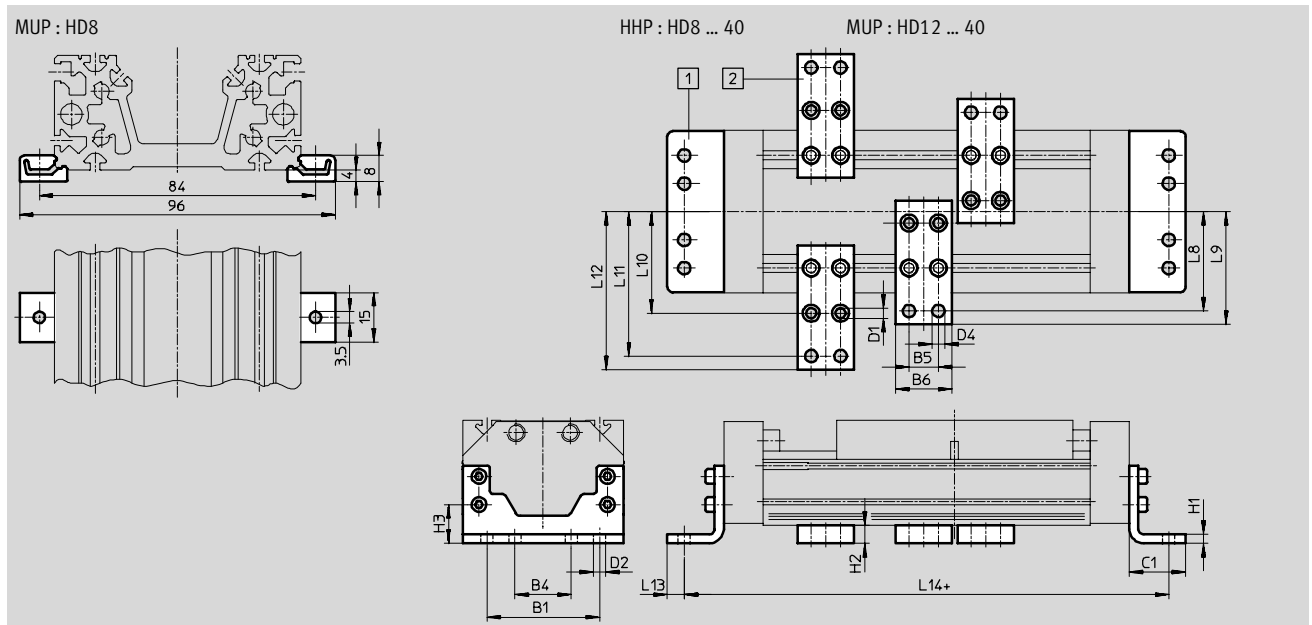 MUP : HD8
HHP : HD8 ... 40
MUP : HD12 ... 40
1
2
4
8
84
96
15
3.5
L12
L11
L10
D1
D4
B5
B6
L8
L9
H3
D2
B4
B1
L13
H2
L14+
C1
H1